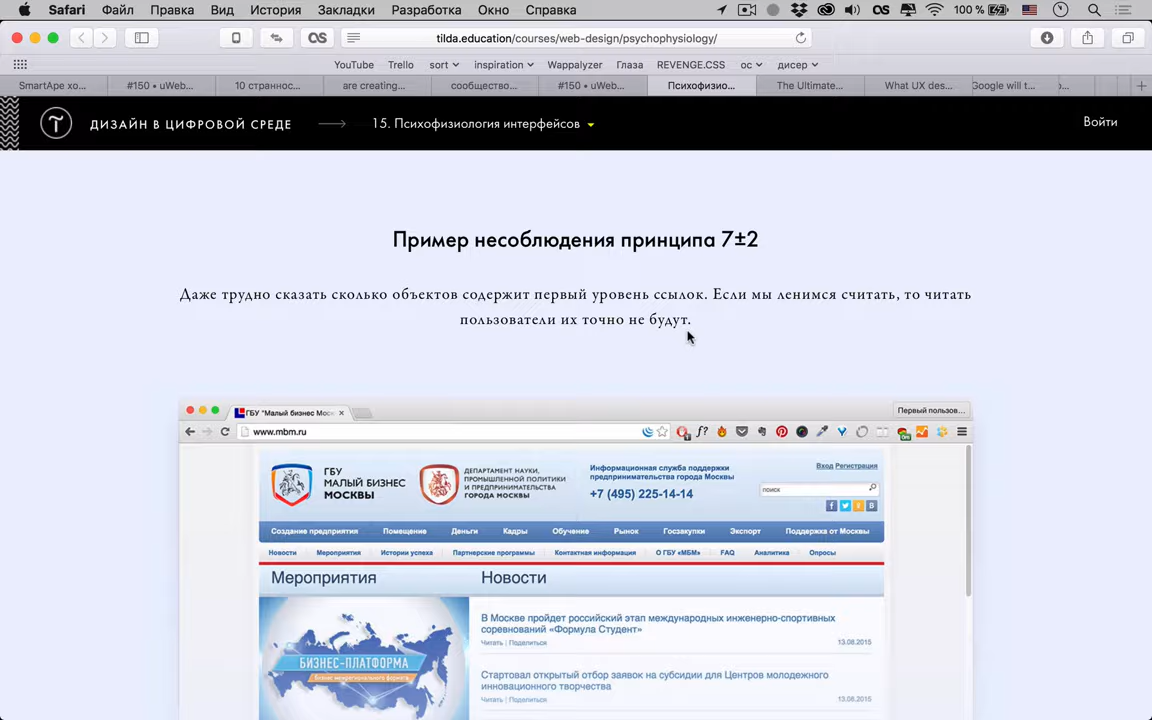 Safari Файл Правка Вид История Закладки Разработка Окно Справка 100 %
tilda.education/courses/web-design/psychophysiology/
YouTube Trello sort inspiration Wappalyzer Глаза REVENGE.CSS ос дисер
SmartApe хо... #150 • uWeb... 10 странно... are creating... сообщество... #150 • uWeb... Психофизио... The Ultimate... What UX des... Google will t...
ДИЗАЙН В ЦИФРОВОЙ СРЕДЕ 15. Психофизиология интерфейсов Войти
Пример несоблюдения принципа 7±2
Даже трудно сказать сколько объектов содержит первый уровень ссылок. Если мы ленимся считать, то читать
пользователи их точно не будут.
ГБУ "Малый бизнес Мос Первый пользов...
www.mbm.ru
ГБУ
МАЛЫЙ БИЗНЕС
МОСКВЫ
ДЕПАРТАМЕНТ НАУКИ,
ПРОМЫШЛЕННОЙ ПОЛИТИКИ
И ПРЕДПРИНИМАТЕЛЬСТВА
ГОРОДА МОСКВЫ
Информационная служба поддержки
предпринимательства города Москвы
+7 (495) 225-14-14
Вход Регистрация
поиск
Создание предприятия Помещение Деньги Кадры Обучение Рынок Госзакупки Экспорт Поддержка от Москвы
Новости Мероприятия Истории успеха Партнерские программы Контактная информация О ГБУ «МБМ» FAQ Аналитика Опросы
Мероприятия Новости
В Москве пройдет российский этап международных инженерно-спортивных
соревнований «Формула Студент»
Читать | Поделиться 13.08.2015
БИЗНЕС-ПЛАТФОРМА
бизнес межрегионального формата
Стартовал открытый отбор заявок на субсидии для Центров молодежного
инновационного творчества
Читать | Поделиться 13.08.2015